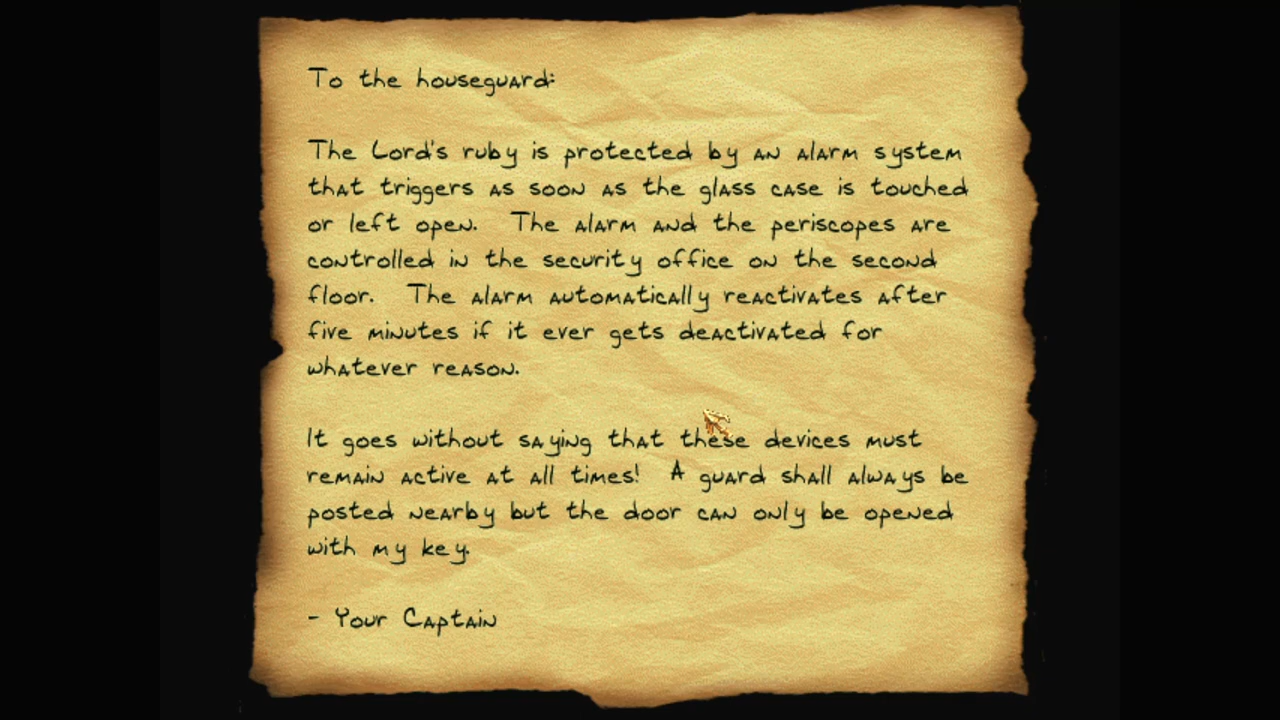 To the houseguard:
The Lord's ruby is protected by an alarm system
that triggers as soon as the glass case is touched
or left open.  The alarm and the periscopes are
controlled in the security office on the second
floor.  The alarm automatically reactivates after
five minutes if it ever gets deactivated for
whatever reason.
It goes without saying that these devices must
remain active at all times!  A guard shall always be
posted nearby but the door can only be opened
with my key.
- Your Captain